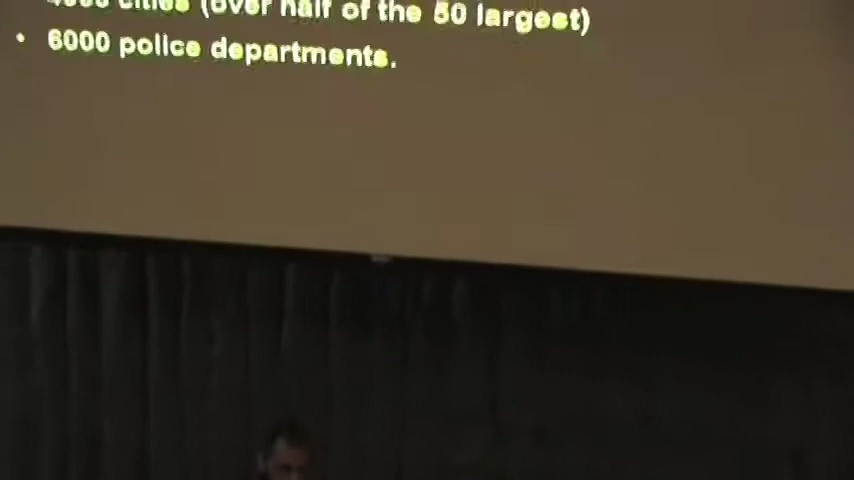 cities (over half of the 50 largest)
• 6000 police departments.